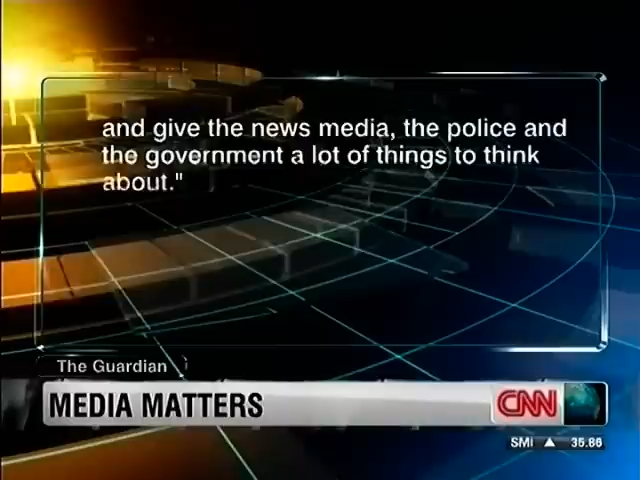 and give the news media, the police and
the government a lot of things to think
about."
The Guardian
MEDIA MATTERS
CNN
SMI ▲ 35.86